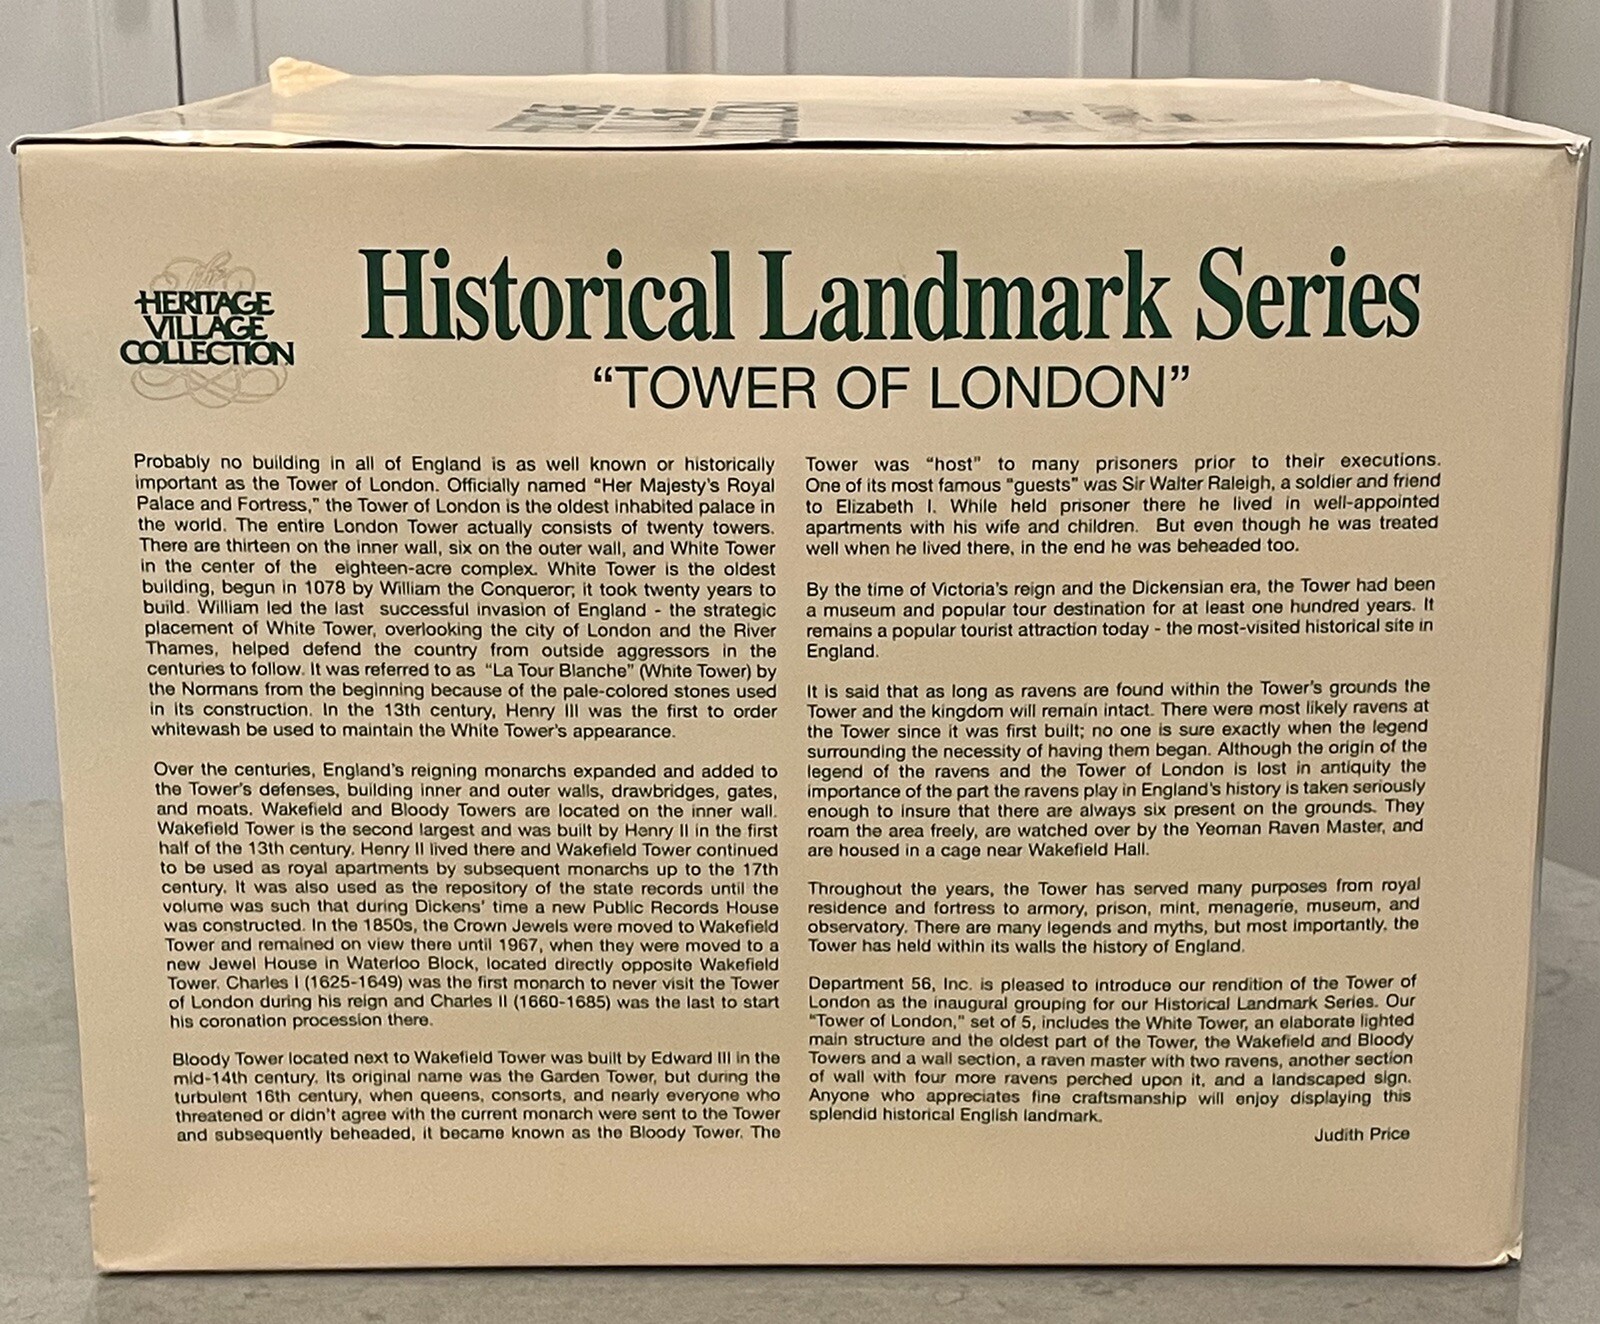 The
HERITAGE
VILLAGE
COLLECTION
Historical Landmark Series
“TOWER OF LONDON”
Probably no building in all of England is as well known or historically
important as the Tower of London. Officially named “Her Majesty’s Royal
Palace and Fortress,” the Tower of London is the oldest inhabited palace in
the world. The entire London Tower actually consists of twenty towers.
There are thirteen on the inner wall, six on the outer wall, and White Tower
in the center of the eighteen-acre complex. White Tower is the oldest
building, begun in 1078 by William the Conqueror; it took twenty years to
build. William led the last successful invasion of England - the strategic
placement of White Tower, overlooking the city of London and the River
Thames, helped defend the country from outside aggressors in the
centuries to follow. It was referred to as “La Tour Blanche” (White Tower) by
the Normans from the beginning because of the pale-colored stones used
in its construction. In the 13th century, Henry III was the first to order
whitewash be used to maintain the White Tower’s appearance.
Over the centuries, England’s reigning monarchs expanded and added to
the Tower’s defenses, building inner and outer walls, drawbridges, gates,
and moats. Wakefield and Bloody Towers are located on the inner wall.
Wakefield Tower is the second largest and was built by Henry II in the first
half of the 13th century. Henry II lived there and Wakefield Tower continued
to be used as royal apartments by subsequent monarchs up to the 17th
century. It was also used as the repository of the state records until the
volume was such that during Dickens’ time a new Public Records House
was constructed. In the 1850s, the Crown Jewels were moved to Wakefield
Tower and remained on view there until 1967, when they were moved to a
new Jewel House in Waterloo Block, located directly opposite Wakefield
Tower. Charles I (1625-1649) was the first monarch to never visit the Tower
of London during his reign and Charles II (1660-1685) was the last to start
his coronation procession there.
Bloody Tower located next to Wakefield Tower was built by Edward III in the
mid-14th century. Its original name was the Garden Tower, but during the
turbulent 16th century, when queens, consorts, and nearly everyone who
threatened or didn’t agree with the current monarch were sent to the Tower
and subsequently beheaded, it became known as the Bloody Tower. The
Tower was “host” to many prisoners prior to their executions.
One of its most famous “guests” was Sir Walter Raleigh, a soldier and friend
to Elizabeth I. While held prisoner there he lived in well-appointed
apartments with his wife and children. But even though he was treated
well when he lived there, in the end he was beheaded too.
By the time of Victoria’s reign and the Dickensian era, the Tower had been
a museum and popular tour destination for at least one hundred years. It
remains a popular tourist attraction today - the most-visited historical site in
England.
It is said that as long as ravens are found within the Tower’s grounds the
Tower and the kingdom will remain intact. There were most likely ravens at
the Tower since it was first built; no one is sure exactly when the legend
surrounding the necessity of having them began. Although the origin of the
legend of the ravens and the Tower of London is lost in antiquity the
importance of the part the ravens play in England’s history is taken seriously
enough to insure that there are always six present on the grounds. They
roam the area freely, are watched over by the Yeoman Raven Master, and
are housed in a cage near Wakefield Hall.
Throughout the years, the Tower has served many purposes from royal
residence and fortress to armory, prison, mint, menagerie, museum, and
observatory. There are many legends and myths, but most importantly, the
Tower has held within its walls the history of England.
Department 56, Inc. is pleased to introduce our rendition of the Tower of
London as the inaugural grouping for our Historical Landmark Series. Our
“Tower of London,” set of 5, includes the White Tower, an elaborate lighted
main structure and the oldest part of the Tower, the Wakefield and Bloody
Towers and a wall section, a raven master with two ravens, another section
of wall with four more ravens perched upon it, and a landscaped sign.
Anyone who appreciates fine craftsmanship will enjoy displaying this
splendid historical English landmark.
Judith Price